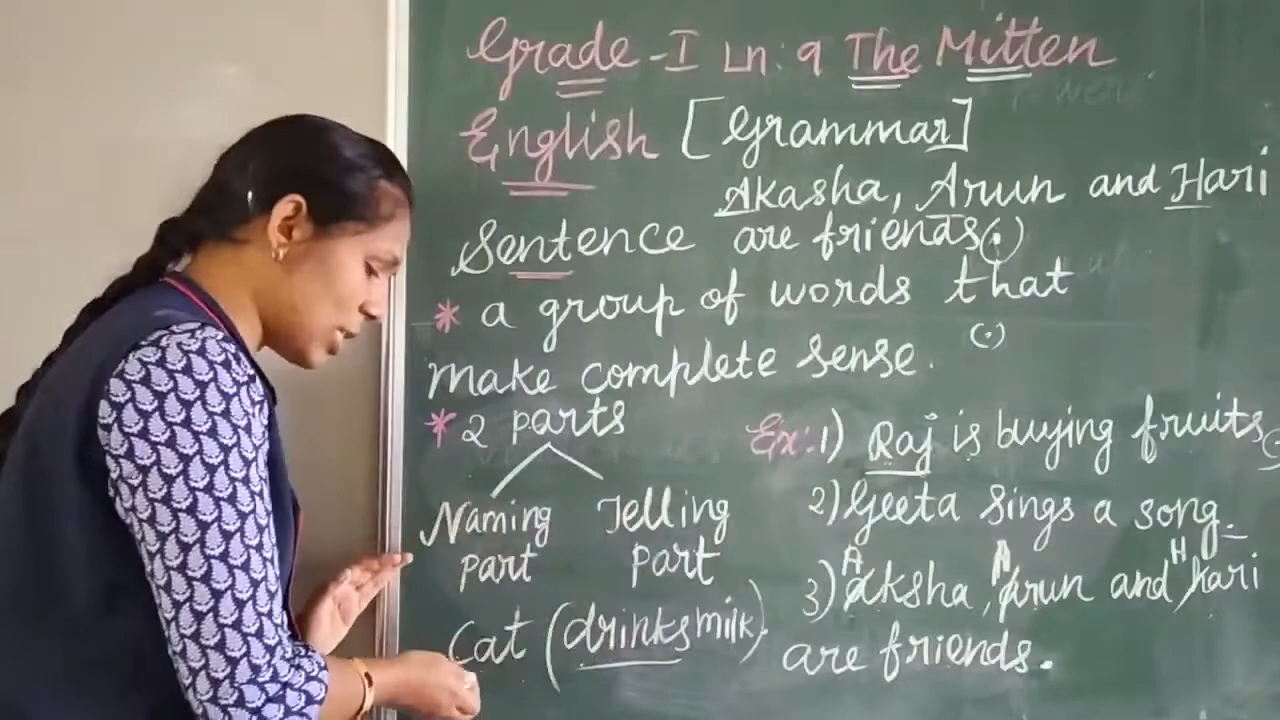 Grade-I Ln: 9 The Mitten
English [Grammar]
Akasha, Arun and Hari
Sentence are friends(.)
* a group of words that
make complete sense. (.)
* 2 parts
Naming Telling
part part
Cat (drinks milk).
Ex: 1) Raj is buying fruits
2) Geeta sings a song.
3) Aksha, Arun and Hari
are friends.